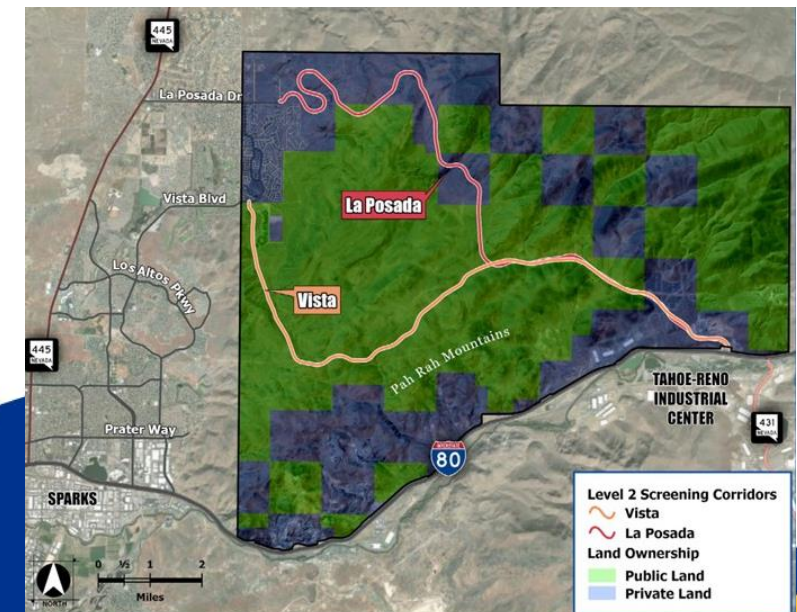 445
NEVADA
La Posada Dr
Vista Blvd
La Posada
Los Altos Pkwy
Vista
445
NEVADA
Pah Rah Mountains
TAHOE-RENO
INDUSTRIAL
CENTER
431
NEVADA
Prater Way
INTERSTATE
80
SPARKS
Level 2 Screening Corridors
Vista
La Posada
Land Ownership
Public Land
Private Land
0 ½ 1 2
Miles
NORTH